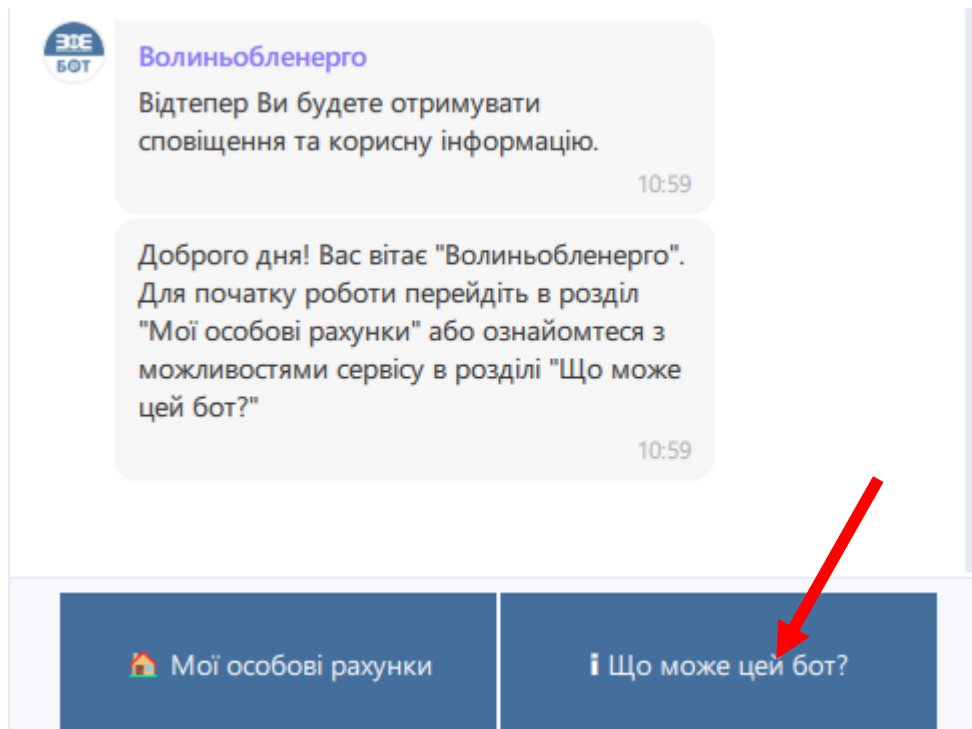 ЗОЕ
БОТ
Волиньобленерго
Відтепер Ви будете отримувати
сповіщення та корисну інформацію.
10:59
Доброго дня! Вас вітає "Волиньобленерго".
Для початку роботи перейдіть в розділ
"Мої особові рахунки" або ознайомтеся з
можливостями сервісу в розділі "Що може
цей бот?"
10:59
Мої особові рахунки
i Що може цей бот?